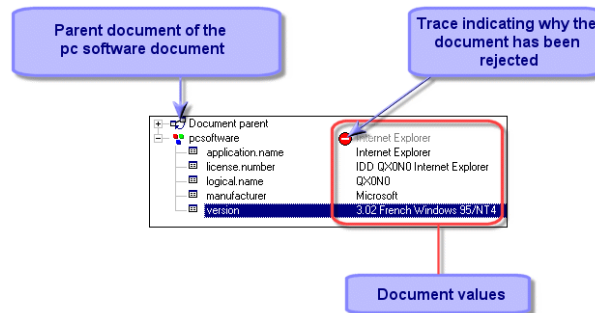 Parent document of the
pc software document
Trace indicating why the
document has been
rejected
Document parent
pcsoftware Internet Explorer
application.name Internet Explorer
license.number IDD QX0N0 Internet Explorer
logical.name QX0N0
manufacturer Microsoft
version 3.02 French Windows 95/NT4
Document values